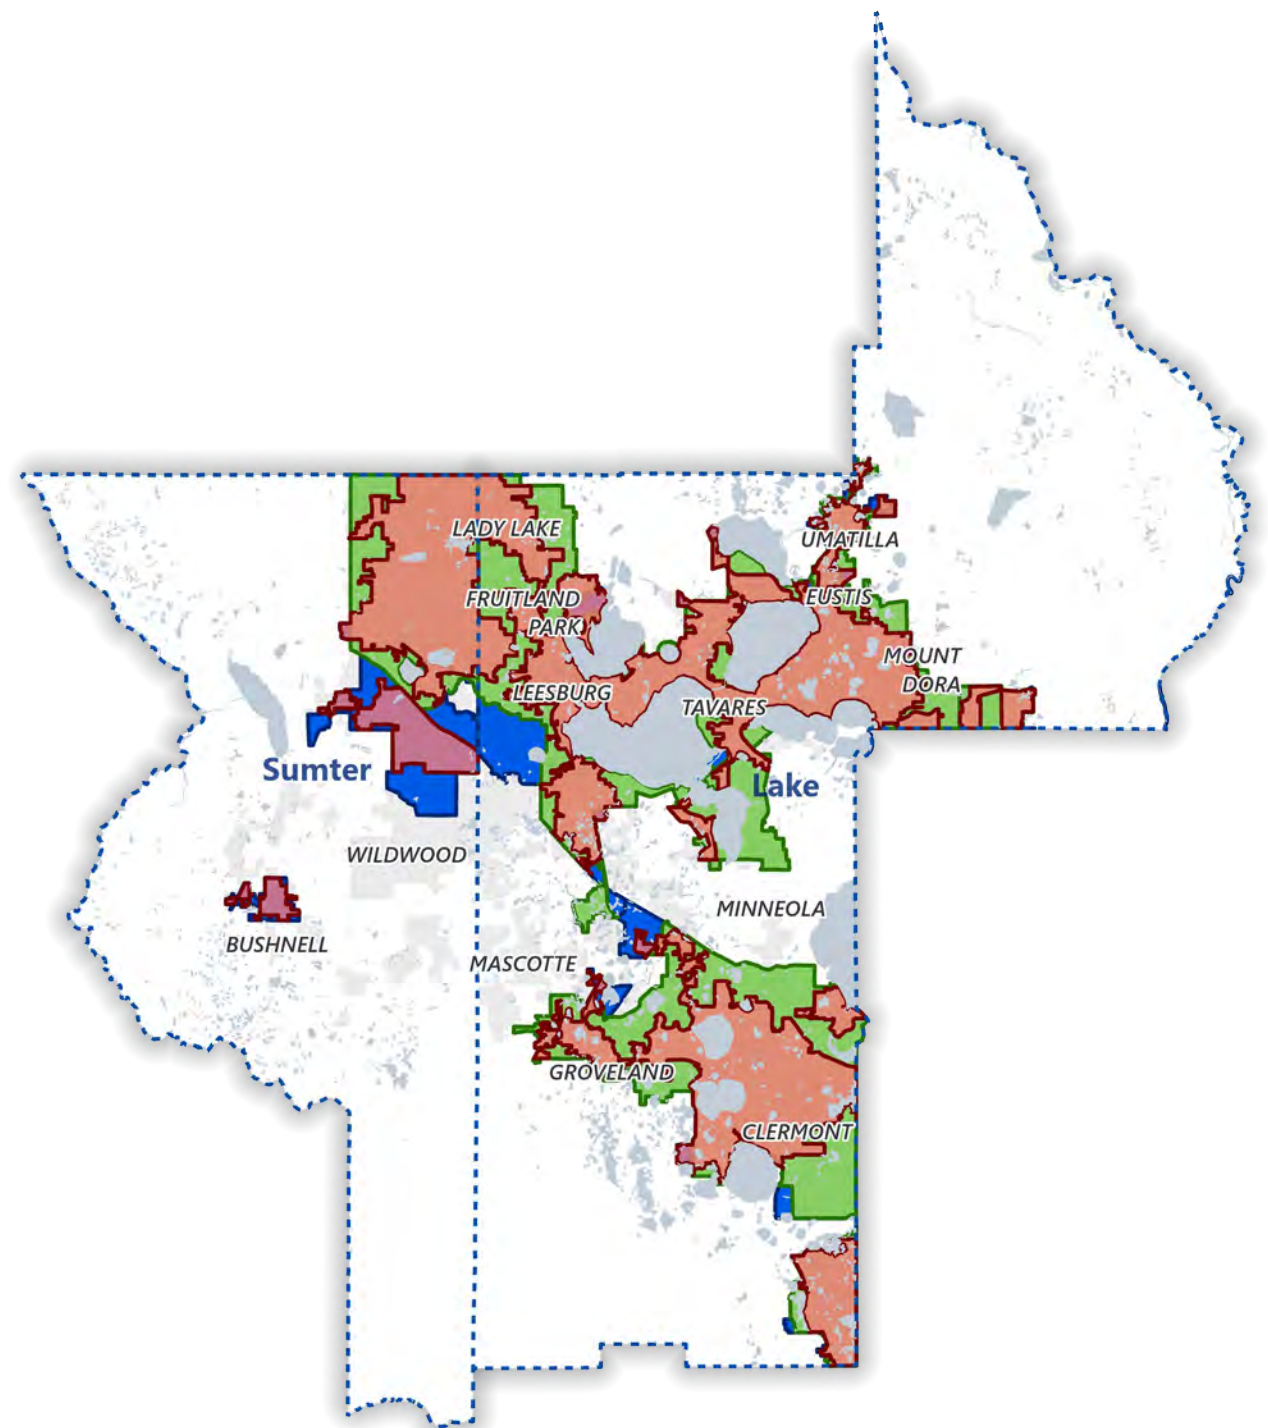 LADY LAKE
UMATILLA
FRUITLAND
PARK
EUSTIS
MOUNT
DORA
LEESBURG
TAVARES
Sumter
Lake
WILDWOOD
MINNEOLA
BUSHNELL
MASCOTTE
GROVELAND
CLERMONT